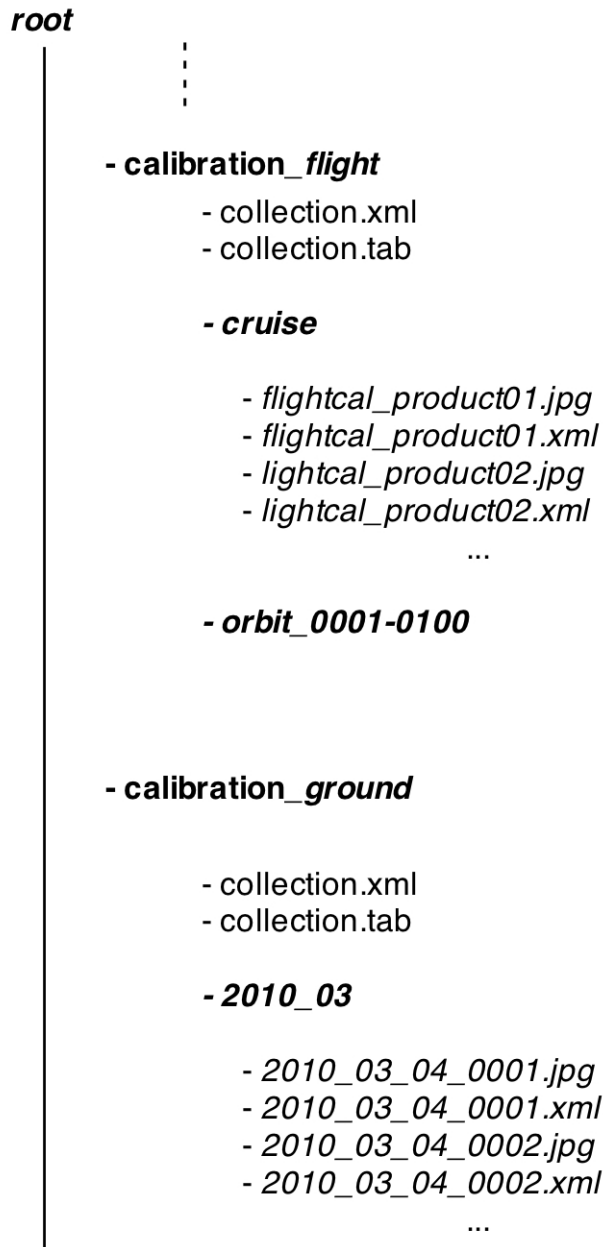 root
- calibration_flight
- collection.xml
- collection.tab
- cruise
- flightcal_product01.jpg
- flightcal_product01.xml
- lightcal_product02.jpg
- lightcal_product02.xml
...
- orbit_0001-0100
- calibration_ground
- collection.xml
- collection.tab
- 2010_03
- 2010_03_04_0001.jpg
- 2010_03_04_0001.xml
- 2010_03_04_0002.jpg
- 2010_03_04_0002.xml
...